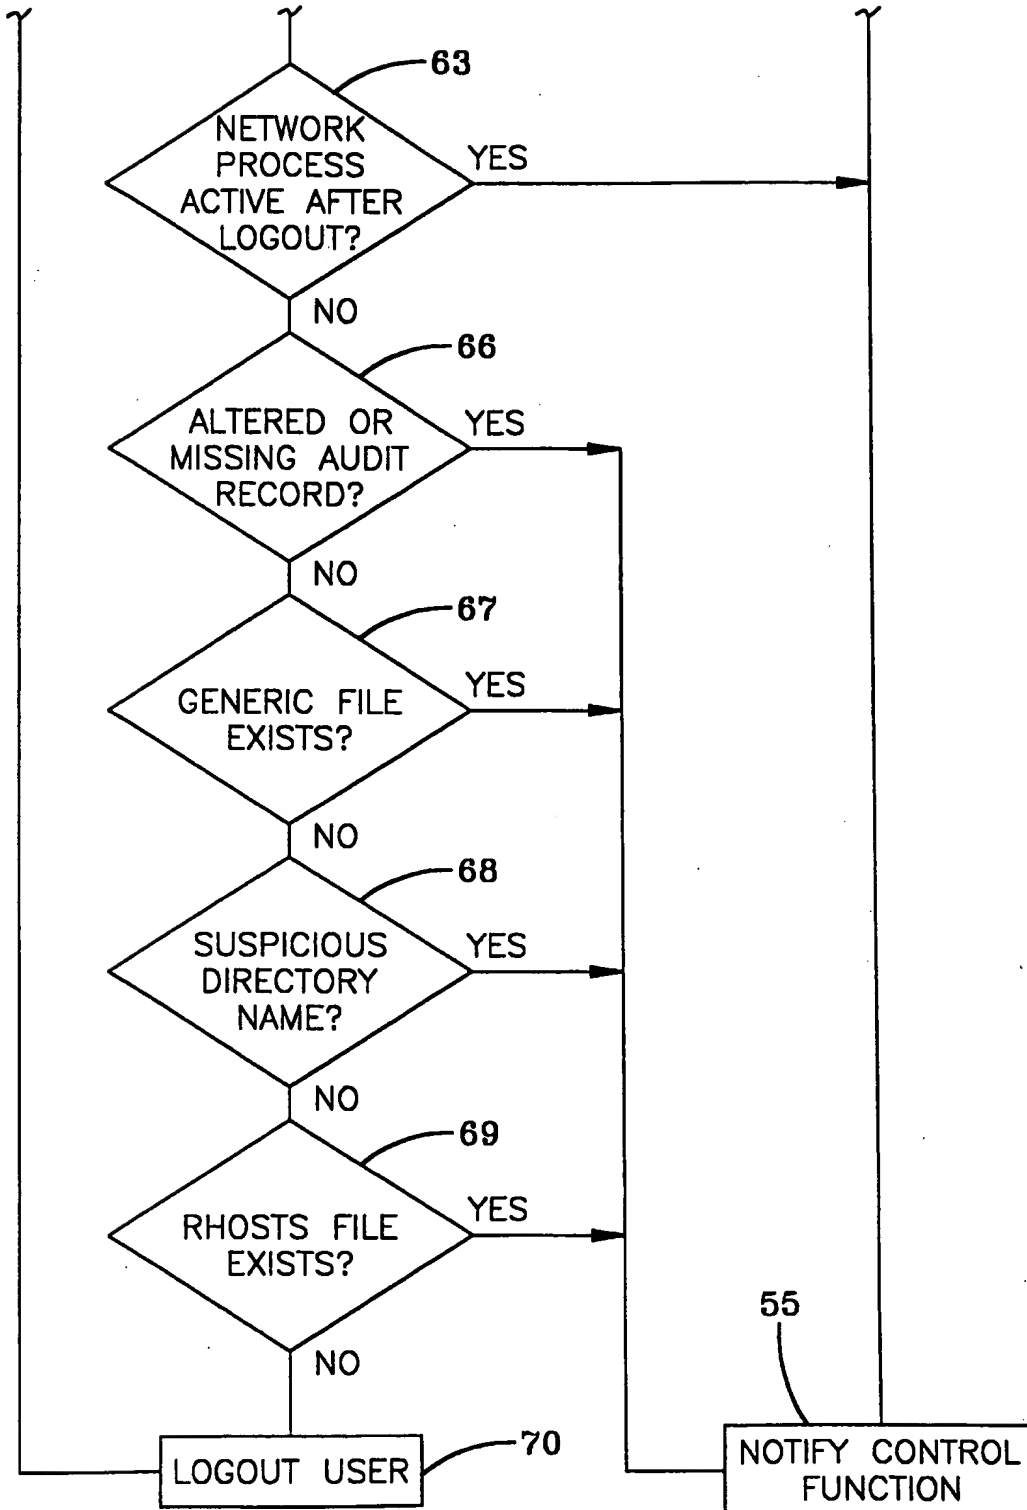 63
NETWORK
PROCESS
ACTIVE AFTER
LOGOUT?
YES
NO
66
ALTERED OR
MISSING AUDIT
RECORD?
YES
NO
67
GENERIC FILE
EXISTS?
YES
NO
68
SUSPICIOUS
DIRECTORY
NAME?
YES
NO
69
RHOSTS FILE
EXISTS?
YES
NO
55
LOGOUT USER
70
NOTIFY CONTROL
FUNCTION